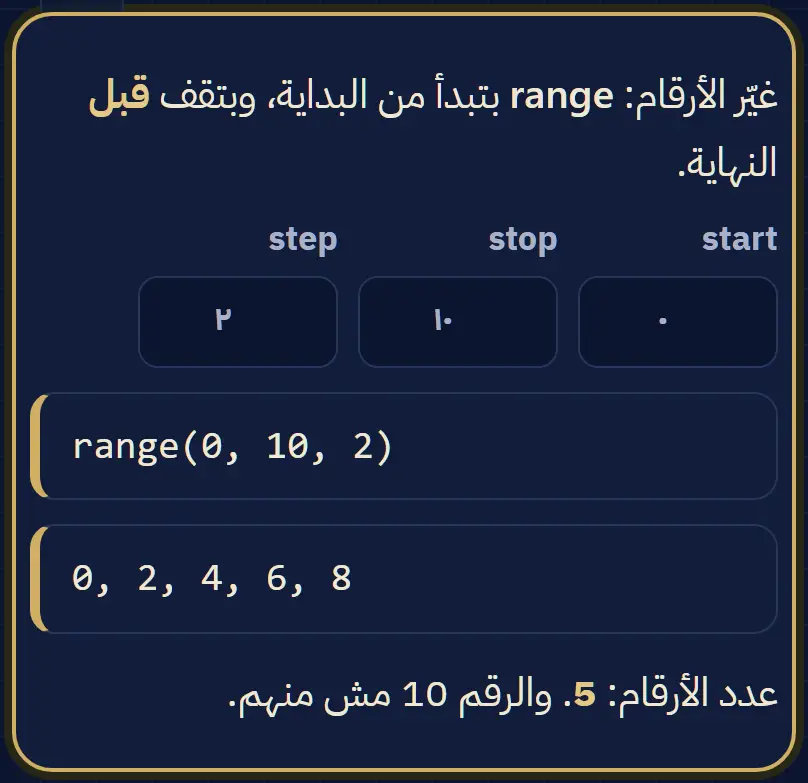 غيّر الأرقام: range بتبدأ من البداية، وبتقف قبل
النهاية.
start stop step
٠ ١٠ ٢
range(0, 10, 2)
0, 2, 4, 6, 8
عدد الأرقام: 5. والرقم 10 مش منهم.